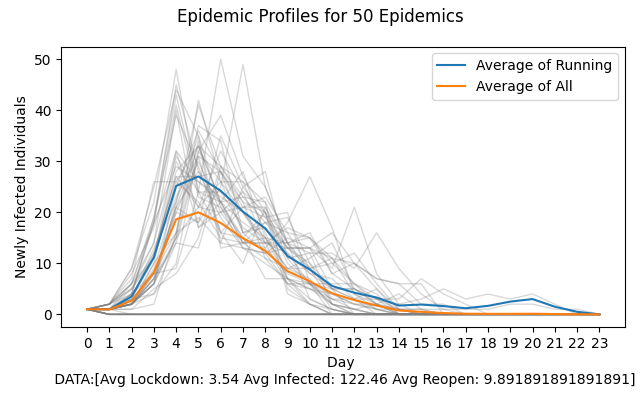 Epidemic Profiles for 50 Epidemics
Average of Running
Average of All
Newly Infected Individuals
50
40
30
20
10
0
0 1 2 3 4 5 6 7 8 9 10 11 12 13 14 15 16 17 18 19 20 21 22 23
Day
DATA:[Avg Lockdown: 3.54 Avg Infected: 122.46 Avg Reopen: 9.891891891891891]